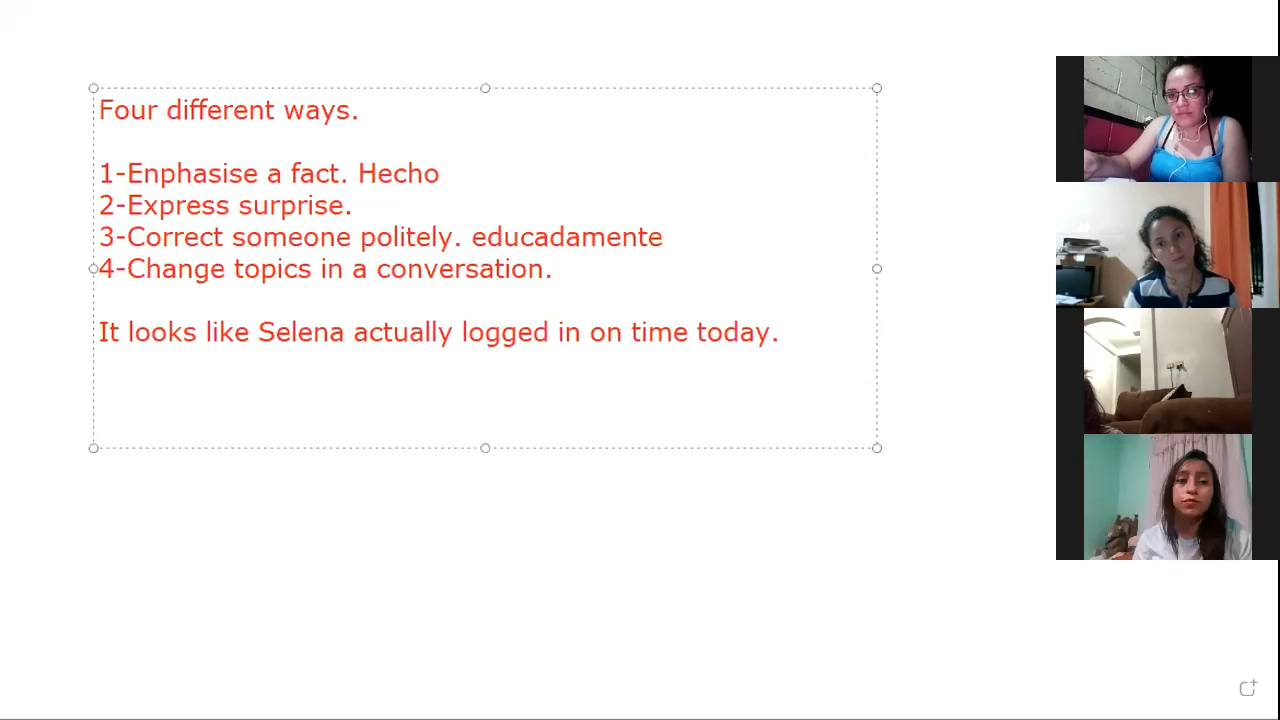 Four different ways.
1-Enphasise a fact. Hecho
2-Express surprise.
3-Correct someone politely. educadamente
4-Change topics in a conversation.
It looks like Selena actually logged in on time today.